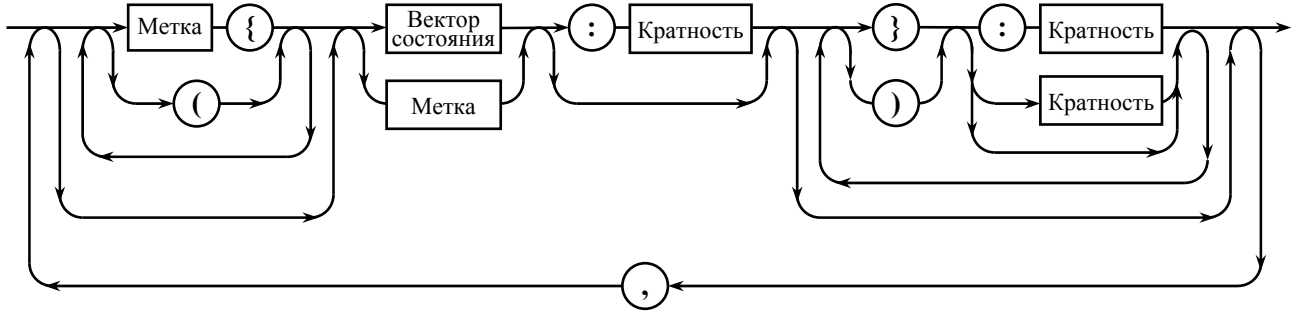 Метка { Вектор состояния : Кратность } : Кратность
( Метка ) Кратность
,